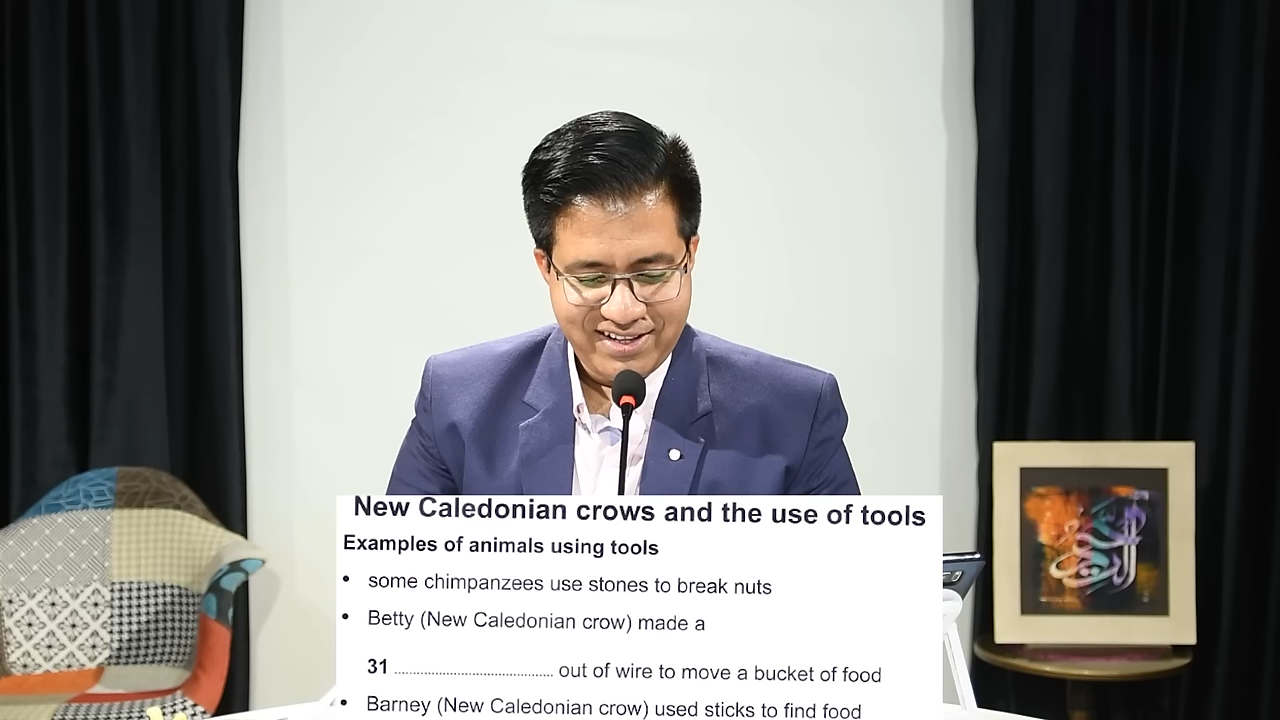 New Caledonian crows and the use of tools
Examples of animals using tools
• some chimpanzees use stones to break nuts
• Betty (New Caledonian crow) made a
31 ........................................ out of wire to move a bucket of food
• Barney (New Caledonian crow) used sticks to find food